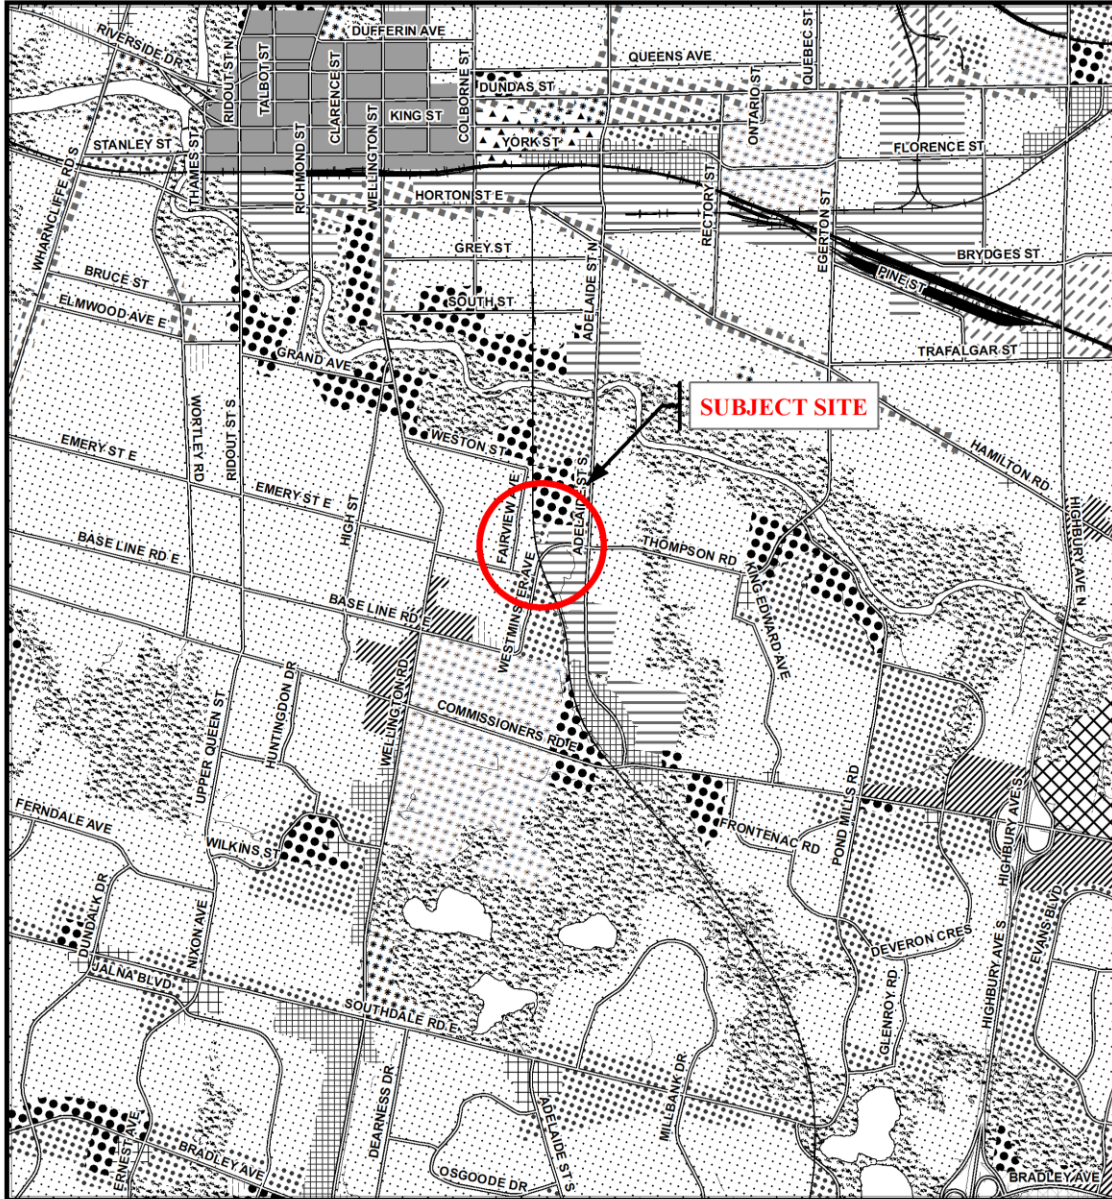 DUFFERIN AVE
RIVERSIDE DR
RIDOUT ST N
TALBOT ST
CLARENCE ST
COLBORNE ST
QUEENS AVE
QUEBEC ST
DUNDAS ST
KING ST
WELLINGTON ST
ONTARIO ST
YORK ST
STANLEY ST
THAMES ST
RICHMOND ST
FLORENCE ST
WHARNCLIFFE RD S
HORTON ST E
RECTORY ST
EGERTON ST
GREY ST
ADELAIDE ST N
BRYDGES ST
BRUCE ST
PINE ST
ELMWOOD AVE E
SOUTH ST
GRAND AVE
TRAFALGAR ST
SUBJECT SITE
WORTLEY RD
RIDOUT ST S
EMERY ST E
WESTON ST
HAMILTON RD
EMERY ST E
HIGH ST
FAIRVIEW AVE
ADELAIDE ST S
HIGHBURY AVE N
BASE LINE RD E
THOMPSON RD
KING EDWARD AVE
BASE LINE RD E
WESTMINSTER AVE
WELLINGTON RD
HUNTINGDON DR
UPPER QUEEN ST
COMMISSIONERS RD E
FERNDALE AVE
WILKINS ST
FRONTENAC RD
POND MILLS RD
HIGHBURY AVE S
DUNDALK DR
NIXON AVE
DEVERON CRES
EVANS BLVD
JALNA BLVD
SOUTHDALE RD E
GLENROY RD
HIGHBURY AVE S
DEARNESS DR
MILLBANK DR
ADELAIDE ST S
ERNEST AVE
BRADLEY AVE
OSGOODE DR
BRADLEY AVE